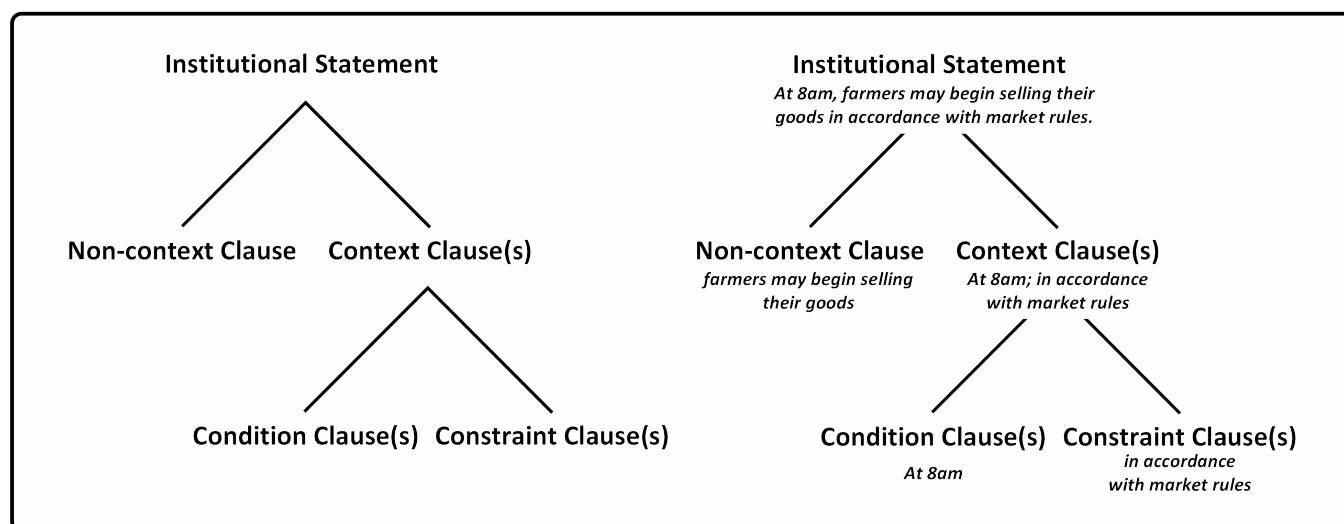 Institutional Statement
Non-context Clause
Context Clause(s)
Condition Clause(s)
Constraint Clause(s)
Institutional Statement
At 8am, farmers may begin selling their
goods in accordance with market rules.
Non-context Clause
farmers may begin selling
their goods
Context Clause(s)
At 8am; in accordance
with market rules
Condition Clause(s)
At 8am
Constraint Clause(s)
in accordance
with market rules